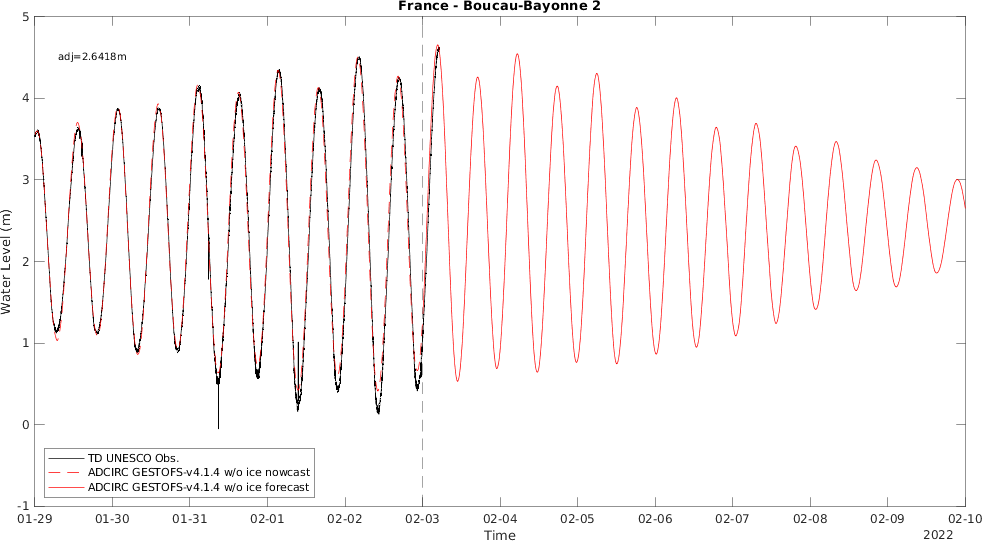 France - Boucau-Bayonne 2
5
4
3
2
1
0
-1
Water Level (m)
adj=2.6418m
TD UNESCO Obs.
ADCIRC GESTOFS-v4.1.4 w/o ice nowcast
ADCIRC GESTOFS-v4.1.4 w/o ice forecast
01-29 01-30 01-31 02-01 02-02 02-03 02-04 02-05 02-06 02-07 02-08 02-09 02-10
Time
2022